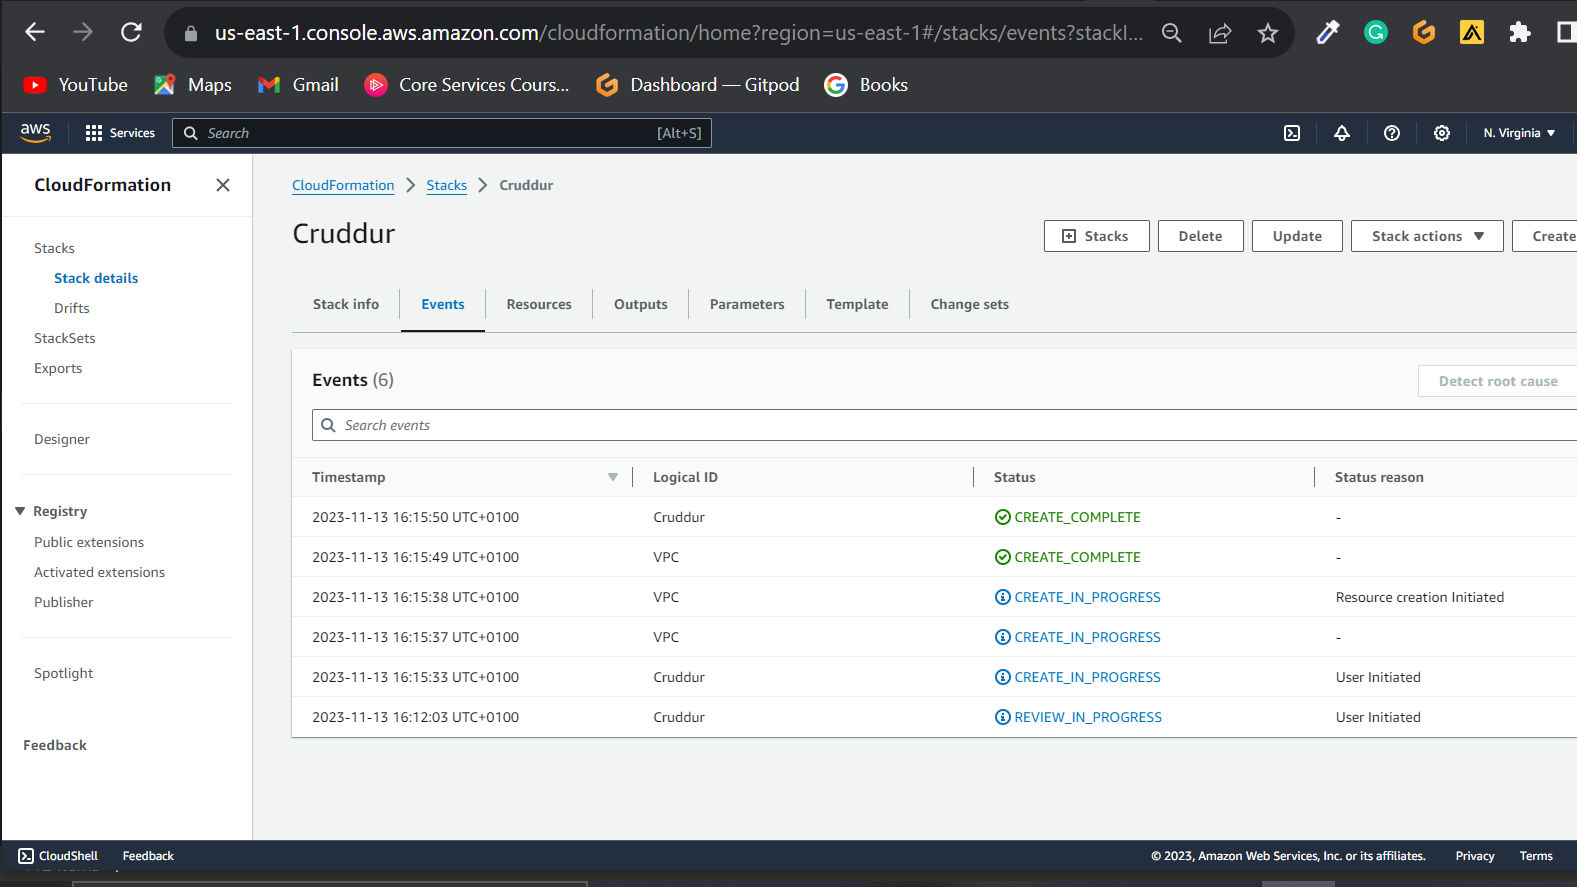 us-east-1.console.aws.amazon.com/cloudformation/home?region=us-east-1#/stacks/events?stackI...
YouTube Maps Gmail Core Services Cours... Dashboard — Gitpod Books
aws Services Search [Alt+S] N. Virginia
CloudFormation
Stacks
Stack details
Drifts
StackSets
Exports
Designer
Registry
Public extensions
Activated extensions
Publisher
Spotlight
Feedback
CloudFormation Stacks Cruddur
Cruddur
Stacks Delete Update Stack actions Create
Stack info Events Resources Outputs Parameters Template Change sets
Events (6)
Detect root cause
Search events
Timestamp Logical ID Status Status reason
2023-11-13 16:15:50 UTC+0100 Cruddur CREATE_COMPLETE -
2023-11-13 16:15:49 UTC+0100 VPC CREATE_COMPLETE -
2023-11-13 16:15:38 UTC+0100 VPC CREATE_IN_PROGRESS Resource creation Initiated
2023-11-13 16:15:37 UTC+0100 VPC CREATE_IN_PROGRESS -
2023-11-13 16:15:33 UTC+0100 Cruddur CREATE_IN_PROGRESS User Initiated
2023-11-13 16:12:03 UTC+0100 Cruddur REVIEW_IN_PROGRESS User Initiated
CloudShell Feedback © 2023, Amazon Web Services, Inc. or its affiliates. Privacy Terms